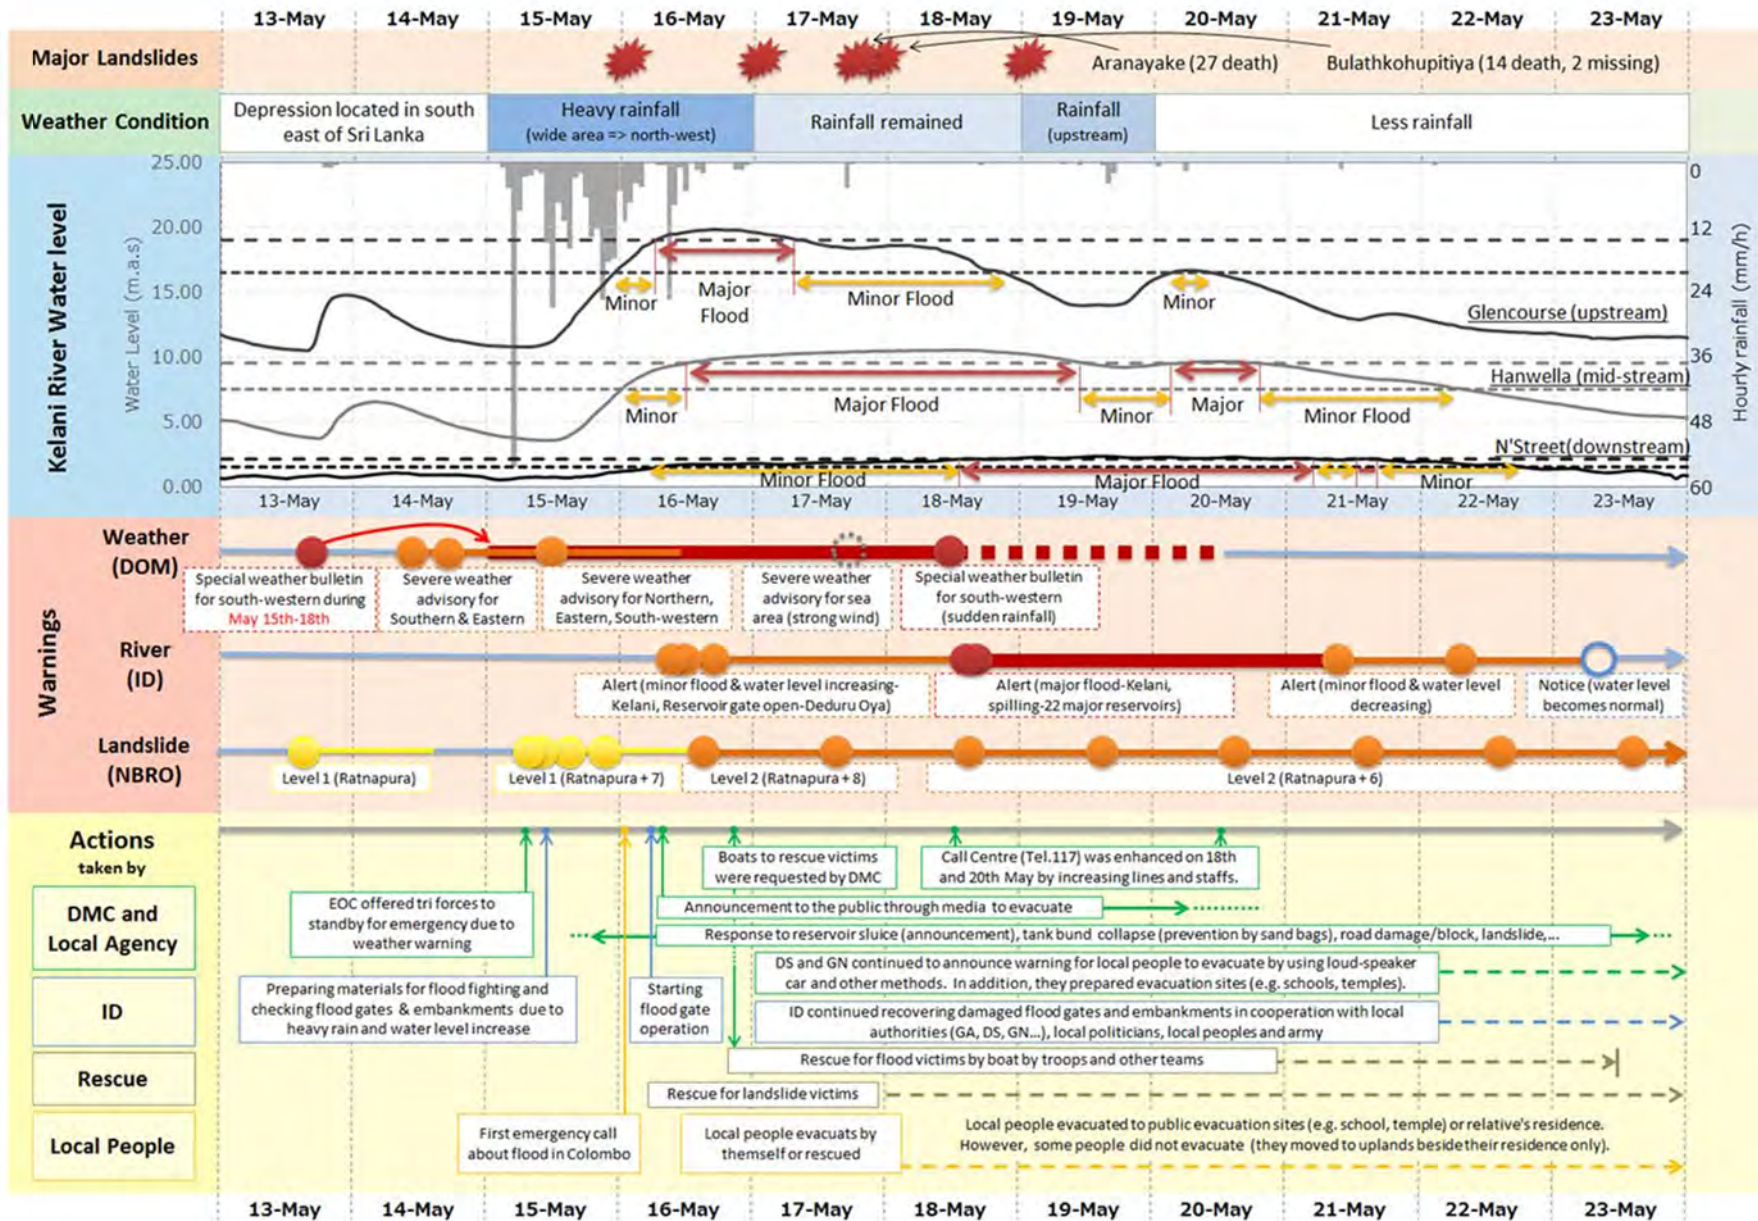 13-May 14-May 15-May 16-May 17-May 18-May 19-May 20-May 21-May 22-May 23-May
Major Landslides
Aranayake (27 death)
Bulathkohupitiya (14 death, 2 missing)
Weather Condition
Depression located in south
east of Sri Lanka
Heavy rainfall
(wide area => north-west)
Rainfall remained
Rainfall
(upstream)
Less rainfall
Kelani River Water level
Water Level (m.a.s)
25.00
20.00
15.00
10.00
5.00
0.00
Minor
Major
Flood
Minor Flood
Minor
Glencourse (upstream)
Major Flood
Minor
Minor
Major
Minor Flood
Hanwella (mid-stream)
N'Street(downstream)
Minor Flood
Major Flood
Minor
0
12
24
36
48
60
Hourly rainfall (mm/h)
13-May 14-May 15-May 16-May 17-May 18-May 19-May 20-May 21-May 22-May 23-May
Warnings
Weather
(DOM)
Special weather bulletin
for south-western during
May 15th-18th
Severe weather
advisory for
Southern & Eastern
Severe weather
advisory for Northern,
Eastern, South-western
Severe weather
advisory for sea
area (strong wind)
Special weather bulletin
for south-western
(sudden rainfall)
River
(ID)
Alert (minor flood & water level increasing-
Kelani, Reservoir gate open-Deduru Oya)
Alert (major flood-Kelani,
spilling-22 major reservoirs)
Alert (minor flood & water level
decreasing)
Notice (water level
becomes normal)
Landslide
(NBRO)
Level 1 (Ratnapura)
Level 1 (Ratnapura + 7)
Level 2 (Ratnapura + 8)
Level 2 (Ratnapura + 6)
Actions
taken by
DMC and
Local Agency
Boats to rescue victims
were requested by DMC
Call Centre (Tel.117) was enhanced on 18th
and 20th May by increasing lines and staffs.
EOC offered tri forces to
standby for emergency due to
weather warning
Announcement to the public through media to evacuate
Response to reservoir sluice (announcement), tank bund collapse (prevention by sand bags), road damage/block, landslide,...
DS and GN continued to announce warning for local people to evacuate by using loud-speaker
car and other methods. In addition, they prepared evacuation sites (e.g. schools, temples).
ID
Preparing materials for flood fighting and
checking flood gates & embankments due to
heavy rain and water level increase
Starting
flood gate
operation
ID continued recovering damaged flood gates and embankments in cooperation with local
authorities (GA, DS, GN...), local politicians, local peoples and army
Rescue
Rescue for flood victims by boat by troops and other teams
Rescue for landslide victims
Local People
First emergency call
about flood in Colombo
Local people evacuats by
themself or rescued
Local people evacuated to public evacuation sites (e.g. school, temple) or relative's residence.
However, some people did not evacuate (they moved to uplands beside their residence only).
13-May 14-May 15-May 16-May 17-May 18-May 19-May 20-May 21-May 22-May 23-May